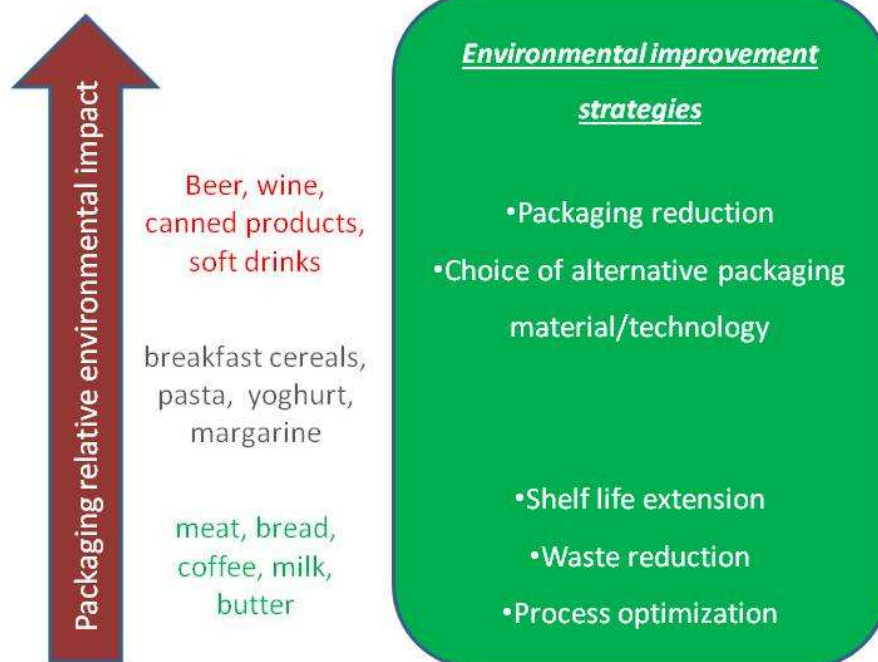 Packaging relative environmental impact
Beer, wine,
canned products,
soft drinks
breakfast cereals,
pasta, yoghurt,
margarine
meat, bread,
coffee, milk,
butter
Environmental improvement
strategies
•Packaging reduction
•Choice of alternative packaging
material/technology
•Shelf life extension
•Waste reduction
•Process optimization